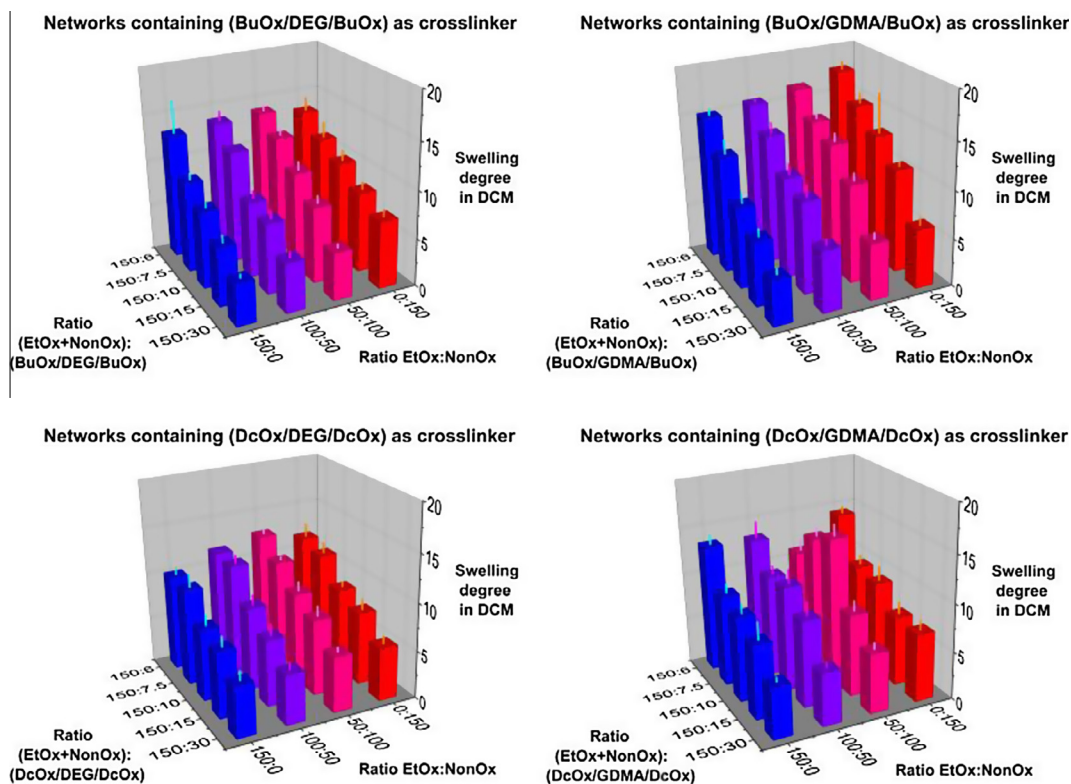 Networks containing (BuOx/DEG/BuOx) as crosslinker
20
15
10
5
0
Swelling
degree
in DCM
150:6
150:7.5
150:10
150:15
150:30
Ratio
(EtOx+NonOx):
(BuOx/DEG/BuOx)
150:0
100:50
50:100
0:150
Ratio EtOx:NonOx
Networks containing (BuOx/GDMA/BuOx) as crosslinker
20
15
10
5
0
Swelling
degree
in DCM
150:6
150:7.5
150:10
150:15
150:30
Ratio
(EtOx+NonOx):
(BuOx/GDMA/BuOx)
150:0
100:50
50:100
0:150
Ratio EtOx:NonOx
Networks containing (DcOx/DEG/DcOx) as crosslinker
20
15
10
5
0
Swelling
degree
in DCM
150:6
150:7.5
150:10
150:15
150:30
Ratio
(EtOx+NonOx):
(DcOx/DEG/DcOx)
150:0
100:50
50:100
0:150
Ratio EtOx:NonOx
Networks containing (DcOx/GDMA/DcOx) as crosslinker
20
15
10
5
0
Swelling
degree
in DCM
150:6
150:7.5
150:10
150:15
150:30
Ratio
(EtOx+NonOx):
(DcOx/GDMA/DcOx)
150:0
100:50
50:100
0:150
Ratio EtOx:NonOx